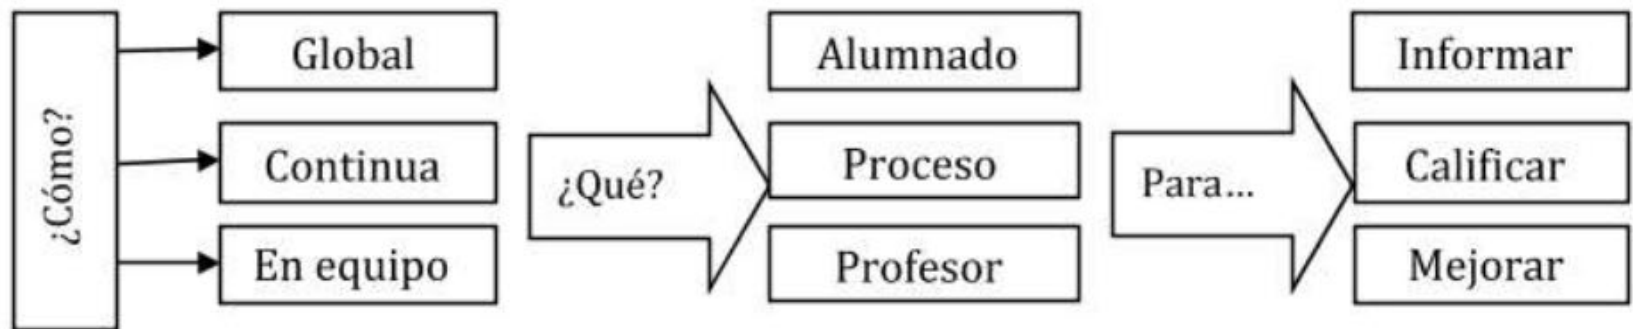 ¿Cómo?
Global
Continua
En equipo
¿Qué?
Alumnado
Proceso
Profesor
Para...
Informar
Calificar
Mejorar